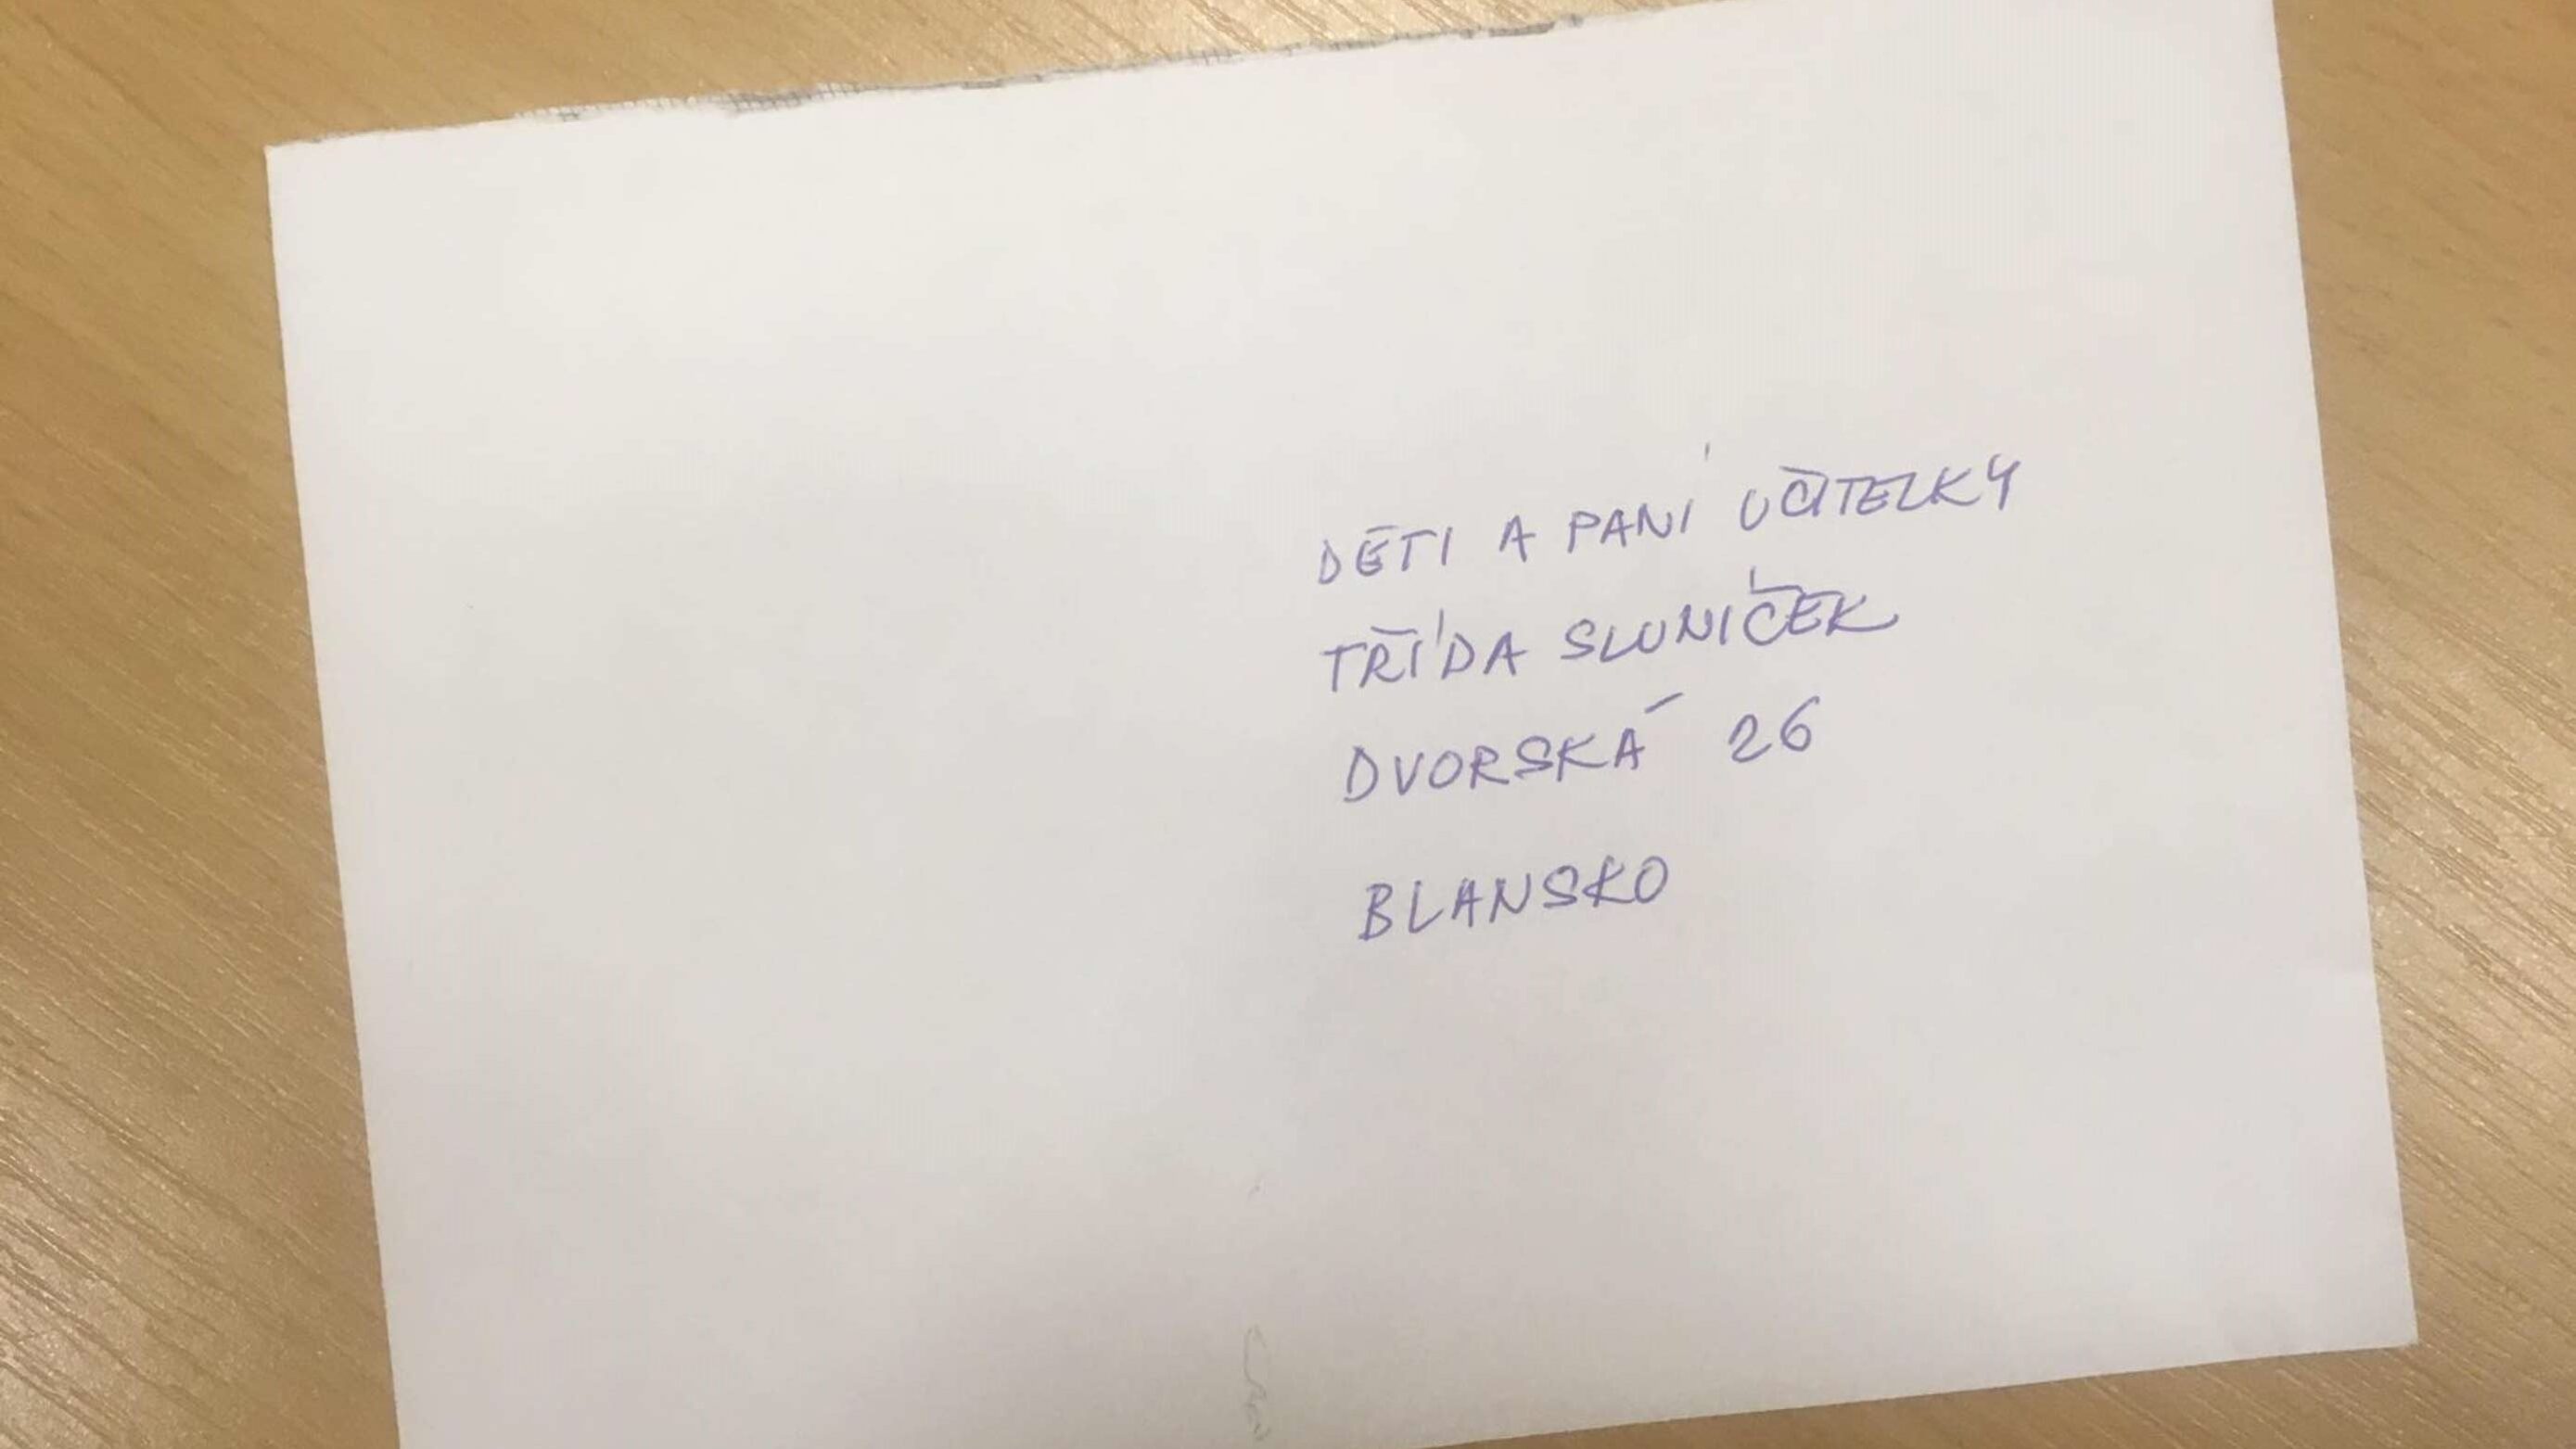 DĚTI A PANÍ UČITELKY
TŘÍDA SLUNÍČEK
DVORSKÁ 26
BLANSKO